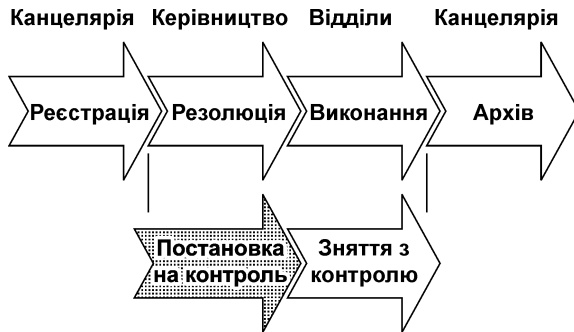 Канцелярія Керівництво Відділи Канцелярія
Реєстрація Резолюція Виконання Архів
Постановка на контроль
Зняття з контролю